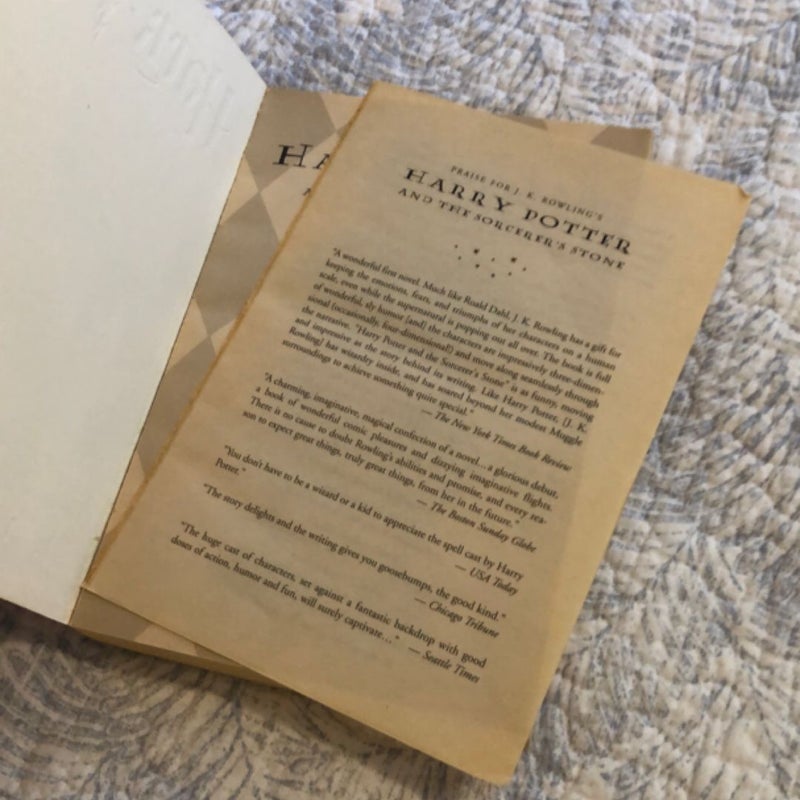 HA
PRAISE FOR J. K. ROWLING'S
HARRY POTTER
AND THE SORCERER'S STONE
"A wonderful first novel. Much like Roald Dahl, J. K. Rowling has a gift for
keeping the emotions, fears, and triumphs of her characters on a human
scale, even while the supernatural is popping out all over. The book is full
of wonderful, sly humor [and] the characters are impressively three-dimen-
sional (occasionally, four-dimensional!) and move along seamlessly through
the narrative. "Harry Potter and the Sorcerer's Stone" is as funny, moving
and impressive as the story behind its writing. Like Harry Potter, [J. K.
Rowling] has wizardry inside, and has soared beyond her modest Muggle
surroundings to achieve something quite special."
— The New York Times Book Review
"A charming, imaginative, magical confection of a novel...a glorious debut,
a book of wonderful comic pleasures and dizzying imaginative flights.
There is no cause to doubt Rowling's abilities and promise, and every rea-
son to expect great things, truly great things, from her in the future."
— The Boston Sunday Globe
"You don't have to be a wizard or a kid to appreciate the spell cast by Harry
Potter."
— USA Today
"The story delights and the writing gives you goosebumps, the good kind."
— Chicago Tribune
"The huge cast of characters, set against a fantastic backdrop with good
doses of action, humor and fun, will surely captivate..."
— Seattle Times